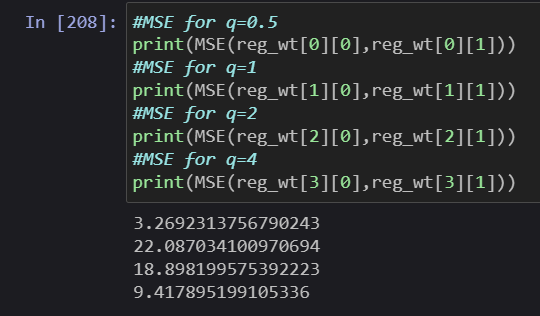 In [208]: #MSE for q=0.5
print(MSE(reg_wt[0][0],reg_wt[0][1]))
#MSE for q=1
print(MSE(reg_wt[1][0],reg_wt[1][1]))
#MSE for q=2
print(MSE(reg_wt[2][0],reg_wt[2][1]))
#MSE for q=4
print(MSE(reg_wt[3][0],reg_wt[3][1]))
3.2692313756790243
22.087034100970694
18.898199575392223
9.417895199105336